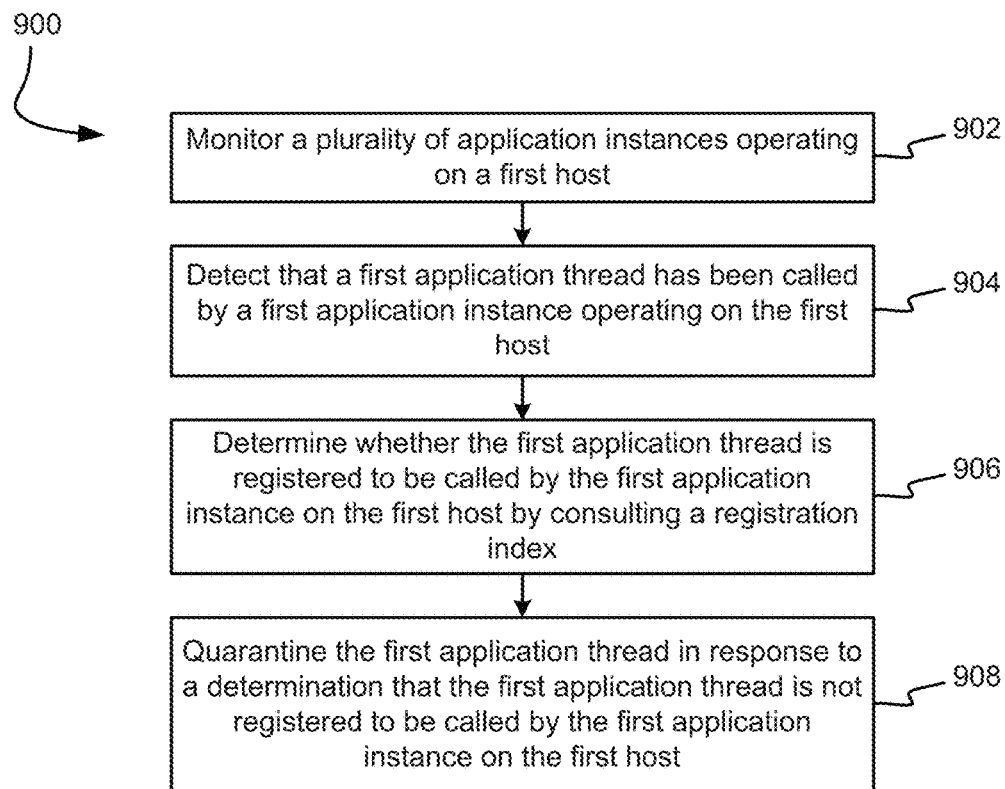 900
Monitor a plurality of application instances operating
on a first host
902
Detect that a first application thread has been called
by a first application instance operating on the first
host
904
Determine whether the first application thread is
registered to be called by the first application
instance on the first host by consulting a registration
index
906
Quarantine the first application thread in response to
a determination that the first application thread is not
registered to be called by the first application
instance on the first host
908